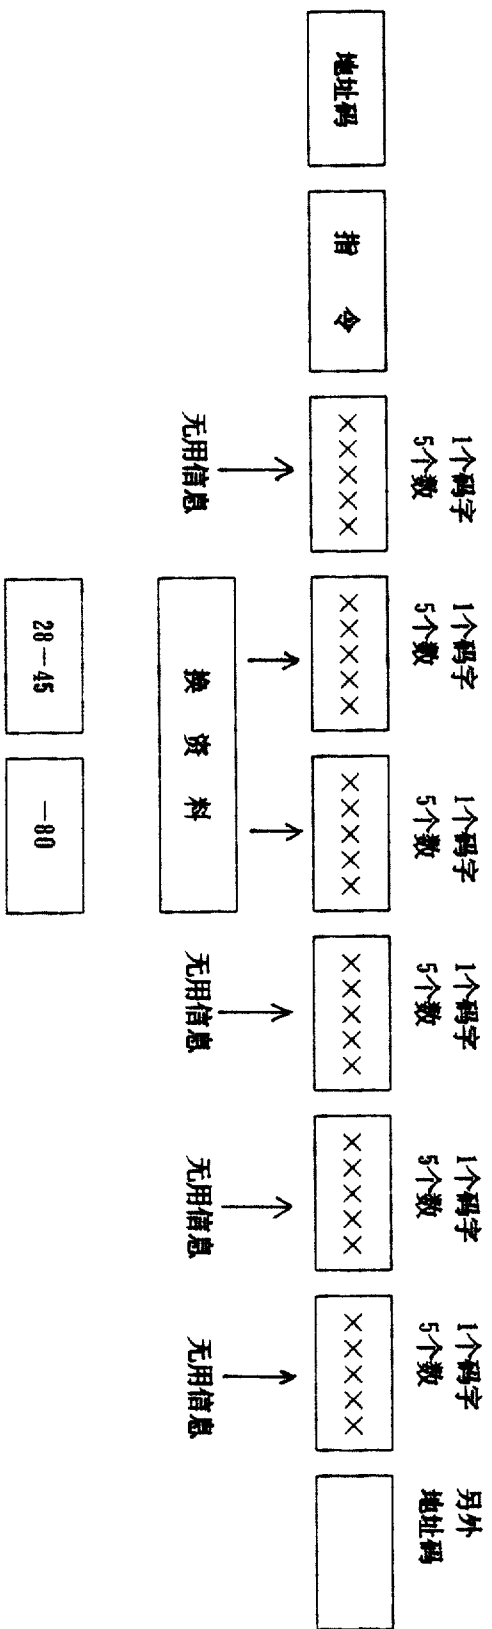 1个码字
5个数
1个码字
5个数
1个码字
5个数
1个码字
5个数
1个码字
5个数
1个码字
5个数
另外
地址码
地址码
指 令
×××××
×××××
×××××
×××××
×××××
×××××
无用信息
换 资 料
无用信息
无用信息
无用信息
28—45
—80